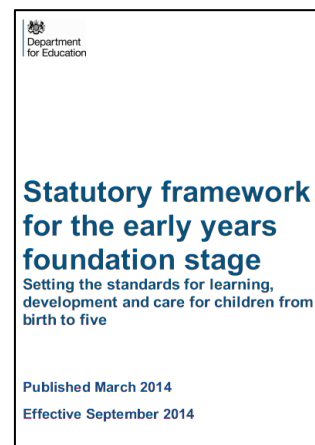 Department
for Education
Statutory framework
for the early years
foundation stage
Setting the standards for learning,
development and care for children from
birth to five
Published March 2014
Effective September 2014